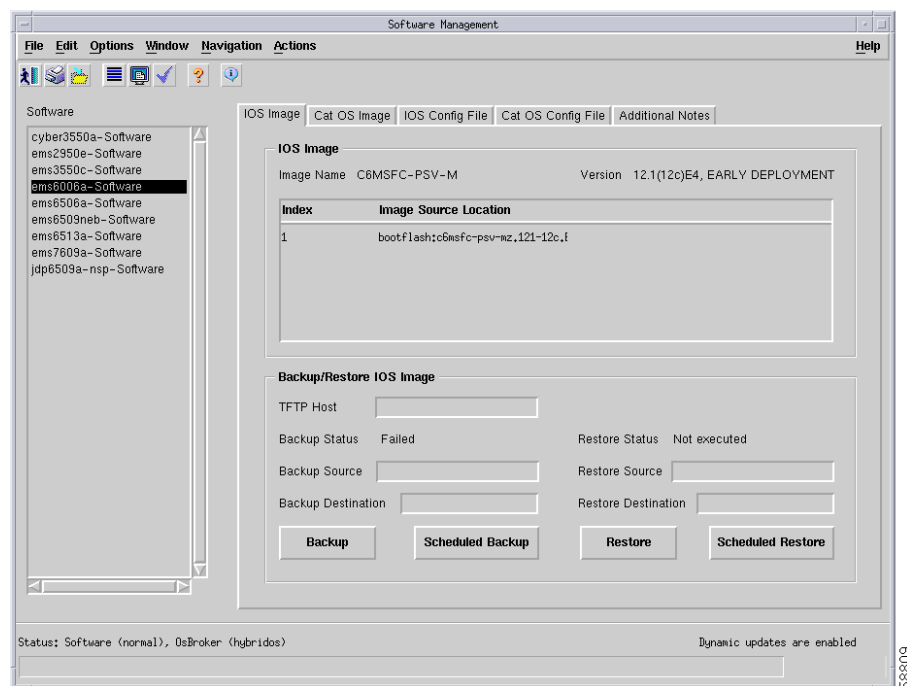 Software Management
File Edit Options Window Navigation Actions Help
Software
cyber3550a-Software
ems2950e-Software
ems3550c-Software
ems6006a-Software
ems6506a-Software
ems6509neb-Software
ems6513a-Software
ems7609a-Software
jdp6509a-nsp-Software
IOS Image Cat OS Image IOS Config File Cat OS Config File Additional Notes
IOS Image
Image Name C6MSFC-PSV-M Version 12.1(12c)E4, EARLY DEPLOYMENT
Index Image Source Location
1 bootflash:c6msfc-psv-mz.121-12c.E
Backup/Restore IOS Image
TFTP Host
Backup Status Failed Restore Status Not executed
Backup Source Restore Source
Backup Destination Restore Destination
Backup Scheduled Backup Restore Scheduled Restore
Status: Software (normal), OsBroker (hybridos) Dynamic updates are enabled